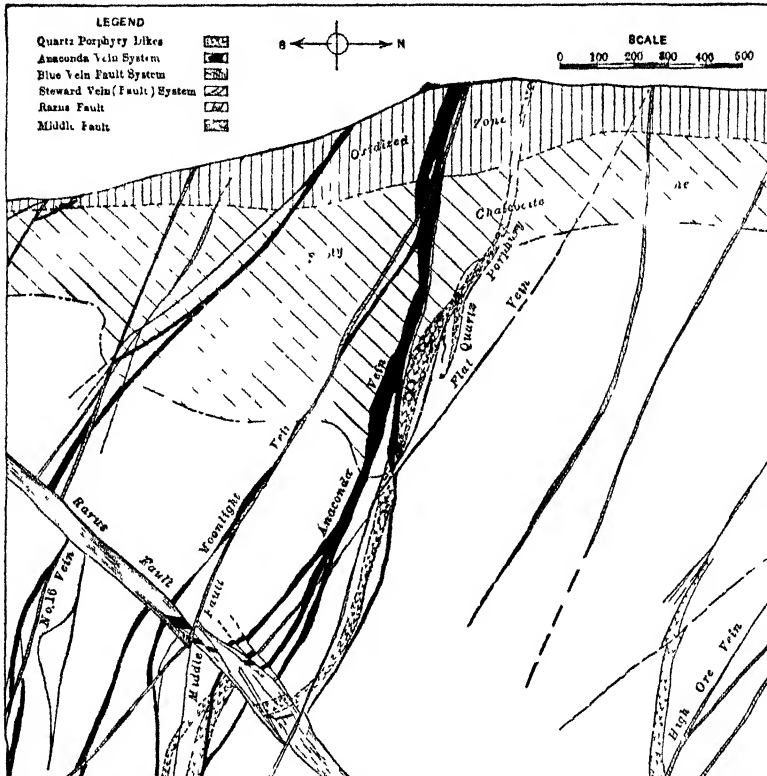 LEGEND
Quartz Porphyry Dikes
Anaconda Vein System
Blue Vein Fault System
Steward Vein (Fault) System
Rarus Fault
Middle Fault
S N
SCALE
0 100 200 300 400 500
Oxidized Zone
Chalcocite
Quartz Porphyry
Flat Vein
Anaconda Vein
Moonlight Vein
Rarus Fault
No.16 Vein
Middle Fault
High Ore Vein